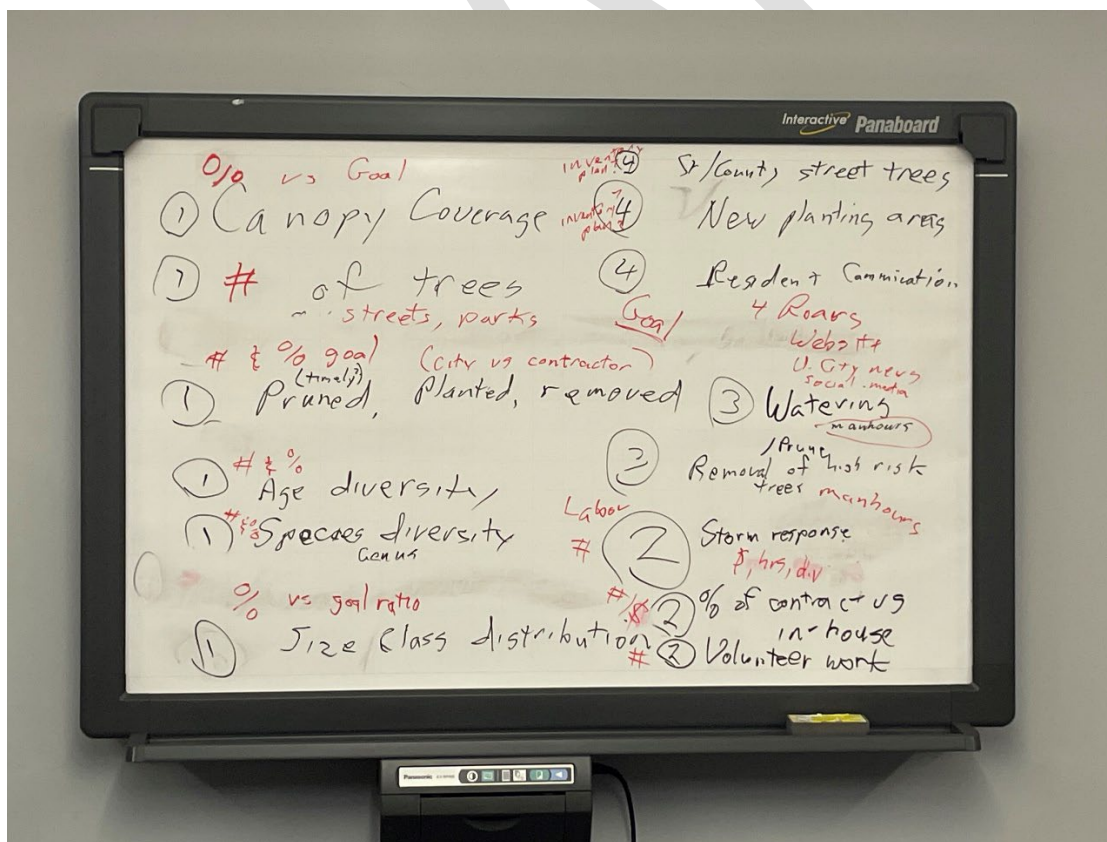 Interactive Panaboard
% vs Goal
① Canopy Coverage
① # of trees
~ streets, parks
# & % goal (city vs contractor)
(timely?)
① Pruned, Planted, removed
# & %
① Age diversity
# & %
① Species diversity
Genus
% vs goal ratio
① Size Class distribution
inventory
plan?
④ St/County street trees
inventory
plan?
④ New planting areas
④ Resident Commication
Goal
4 Roars
Website
U. City news
social media
③ Watering
manhours
③ /Prune
Removal of high risk
trees manhours
Labor
# ② Storm response
$, hrs, div
#/$ ② % of contract vs
in-house
# ② Volunteer work
Panasonic